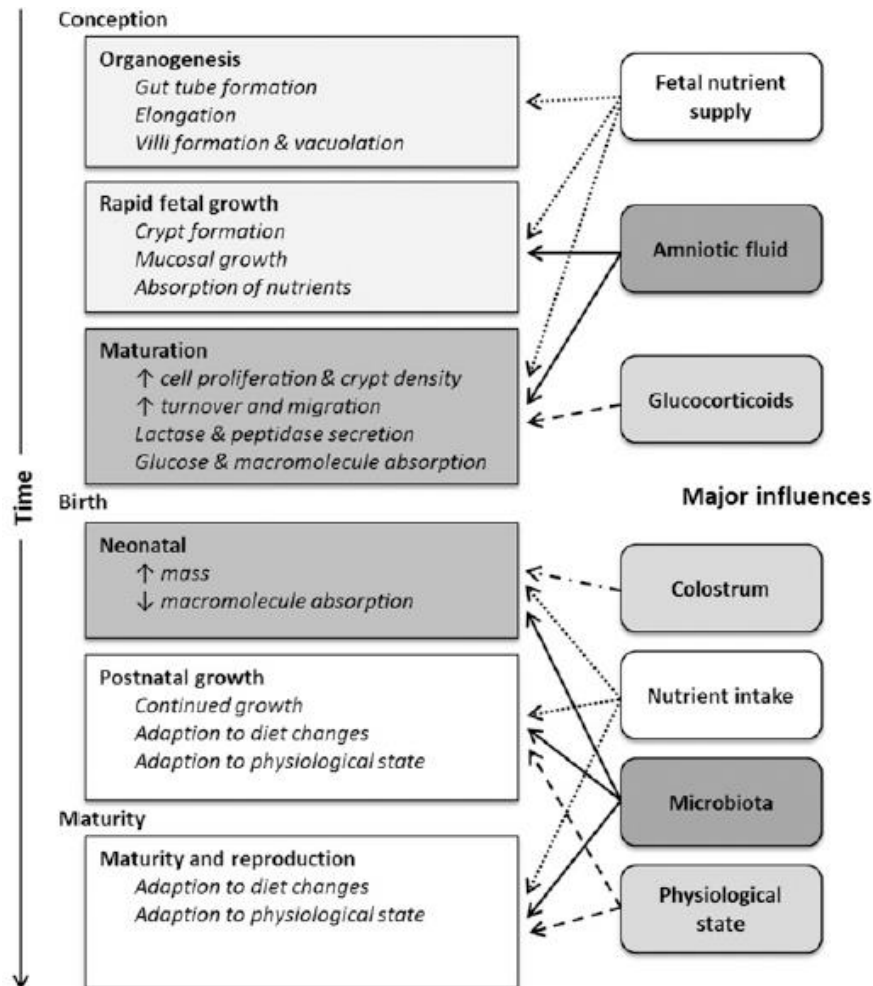 Conception
Organogenesis
Gut tube formation
Elongation
Villi formation & vacuolation
Fetal nutrient
supply
Rapid fetal growth
Crypt formation
Mucosal growth
Absorption of nutrients
Amniotic fluid
Maturation
↑ cell proliferation & crypt density
↑ turnover and migration
Lactase & peptidase secretion
Glucose & macromolecule absorption
Glucocorticoids
Time
Birth
Major influences
Neonatal
↑ mass
↓ macromolecule absorption
Colostrum
Postnatal growth
Continued growth
Adaption to diet changes
Adaption to physiological state
Nutrient intake
Microbiota
Maturity
Maturity and reproduction
Adaption to diet changes
Adaption to physiological state
Physiological
state